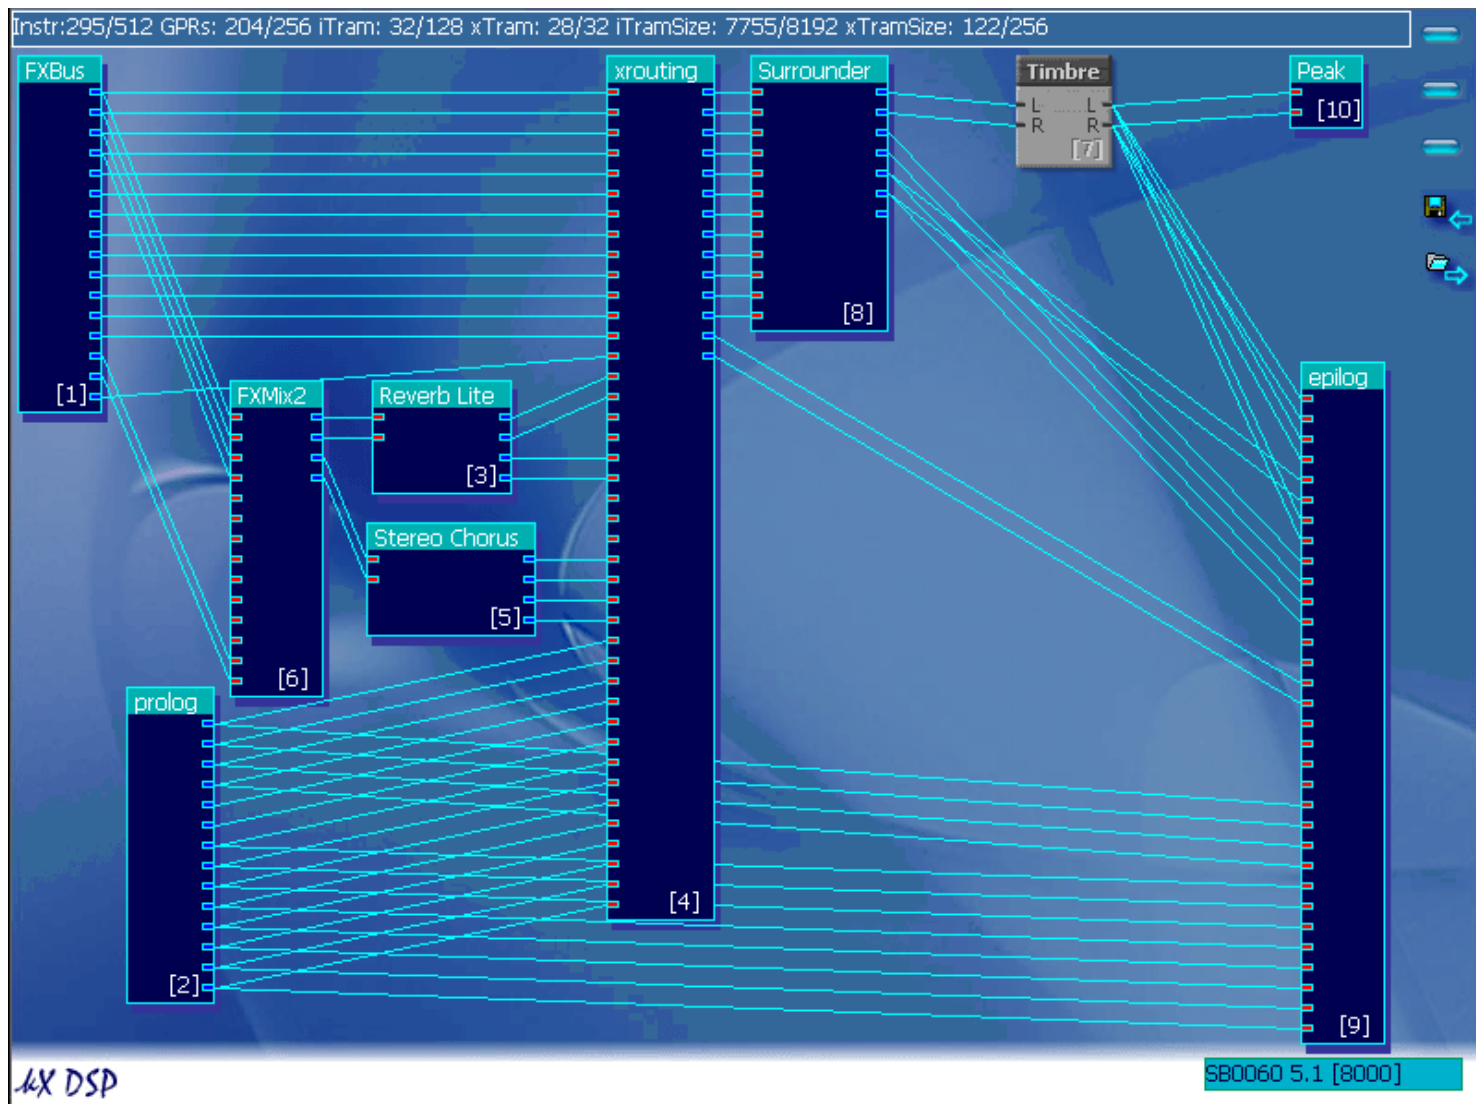 Instr:295/512 GPRs: 204/256 iTram: 32/128 xTram: 28/32 iTramSize: 7755/8192 xTramSize: 122/256
FXBus
xrouting
Surrounder
Timbre
Peak
L L
R R
[7]
[10]
[8]
[1]
FXMix2
Reverb Lite
epilog
[3]
Stereo Chorus
[5]
[6]
prolog
[4]
[2]
[9]
kX DSP
SB0060 5.1 [8000]